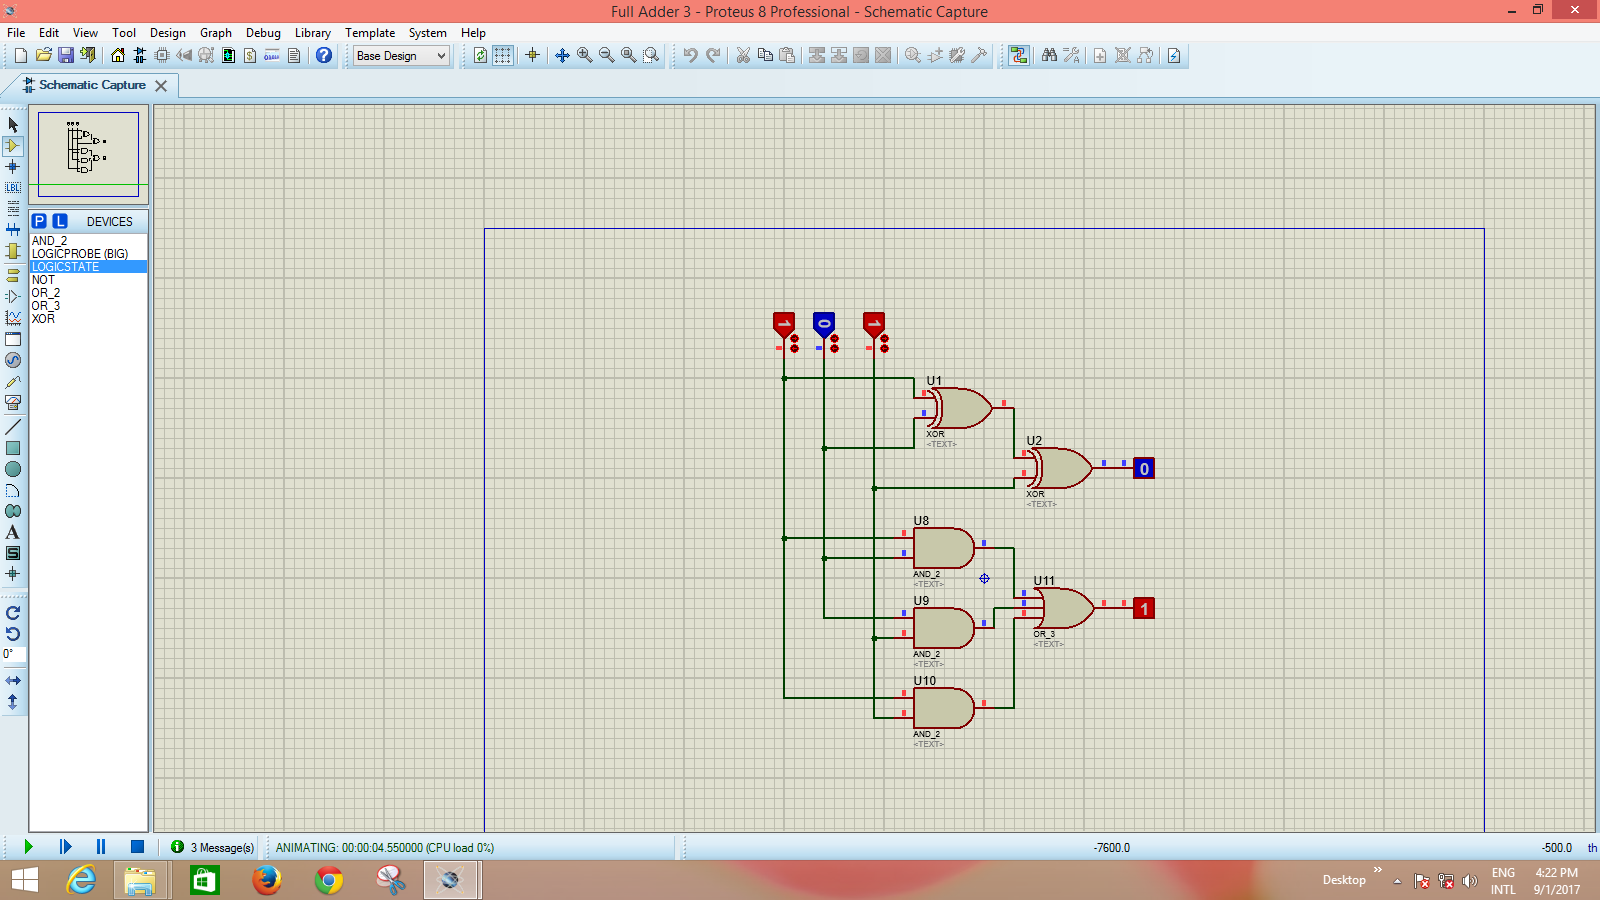 Full Adder 3 - Proteus 8 Professional - Schematic Capture
File Edit View Tool Design Graph Debug Library Template System Help
Base Design
Schematic Capture
P L DEVICES
AND_2
LOGICPROBE (BIG)
LOGICSTATE
NOT
OR_2
OR_3
XOR
LBL
A
S
0°
1 0 1
U1
XOR
<TEXT>
U2
XOR
<TEXT>
0
U8
AND_2
<TEXT>
U9
AND_2
<TEXT>
U10
AND_2
<TEXT>
U11
OR_3
<TEXT>
1
3 Message(s) ANIMATING: 00:00:04.550000 (CPU load 0%) -7600.0 -500.0 th
Desktop ENG 4:22 PM
INTL 9/1/2017